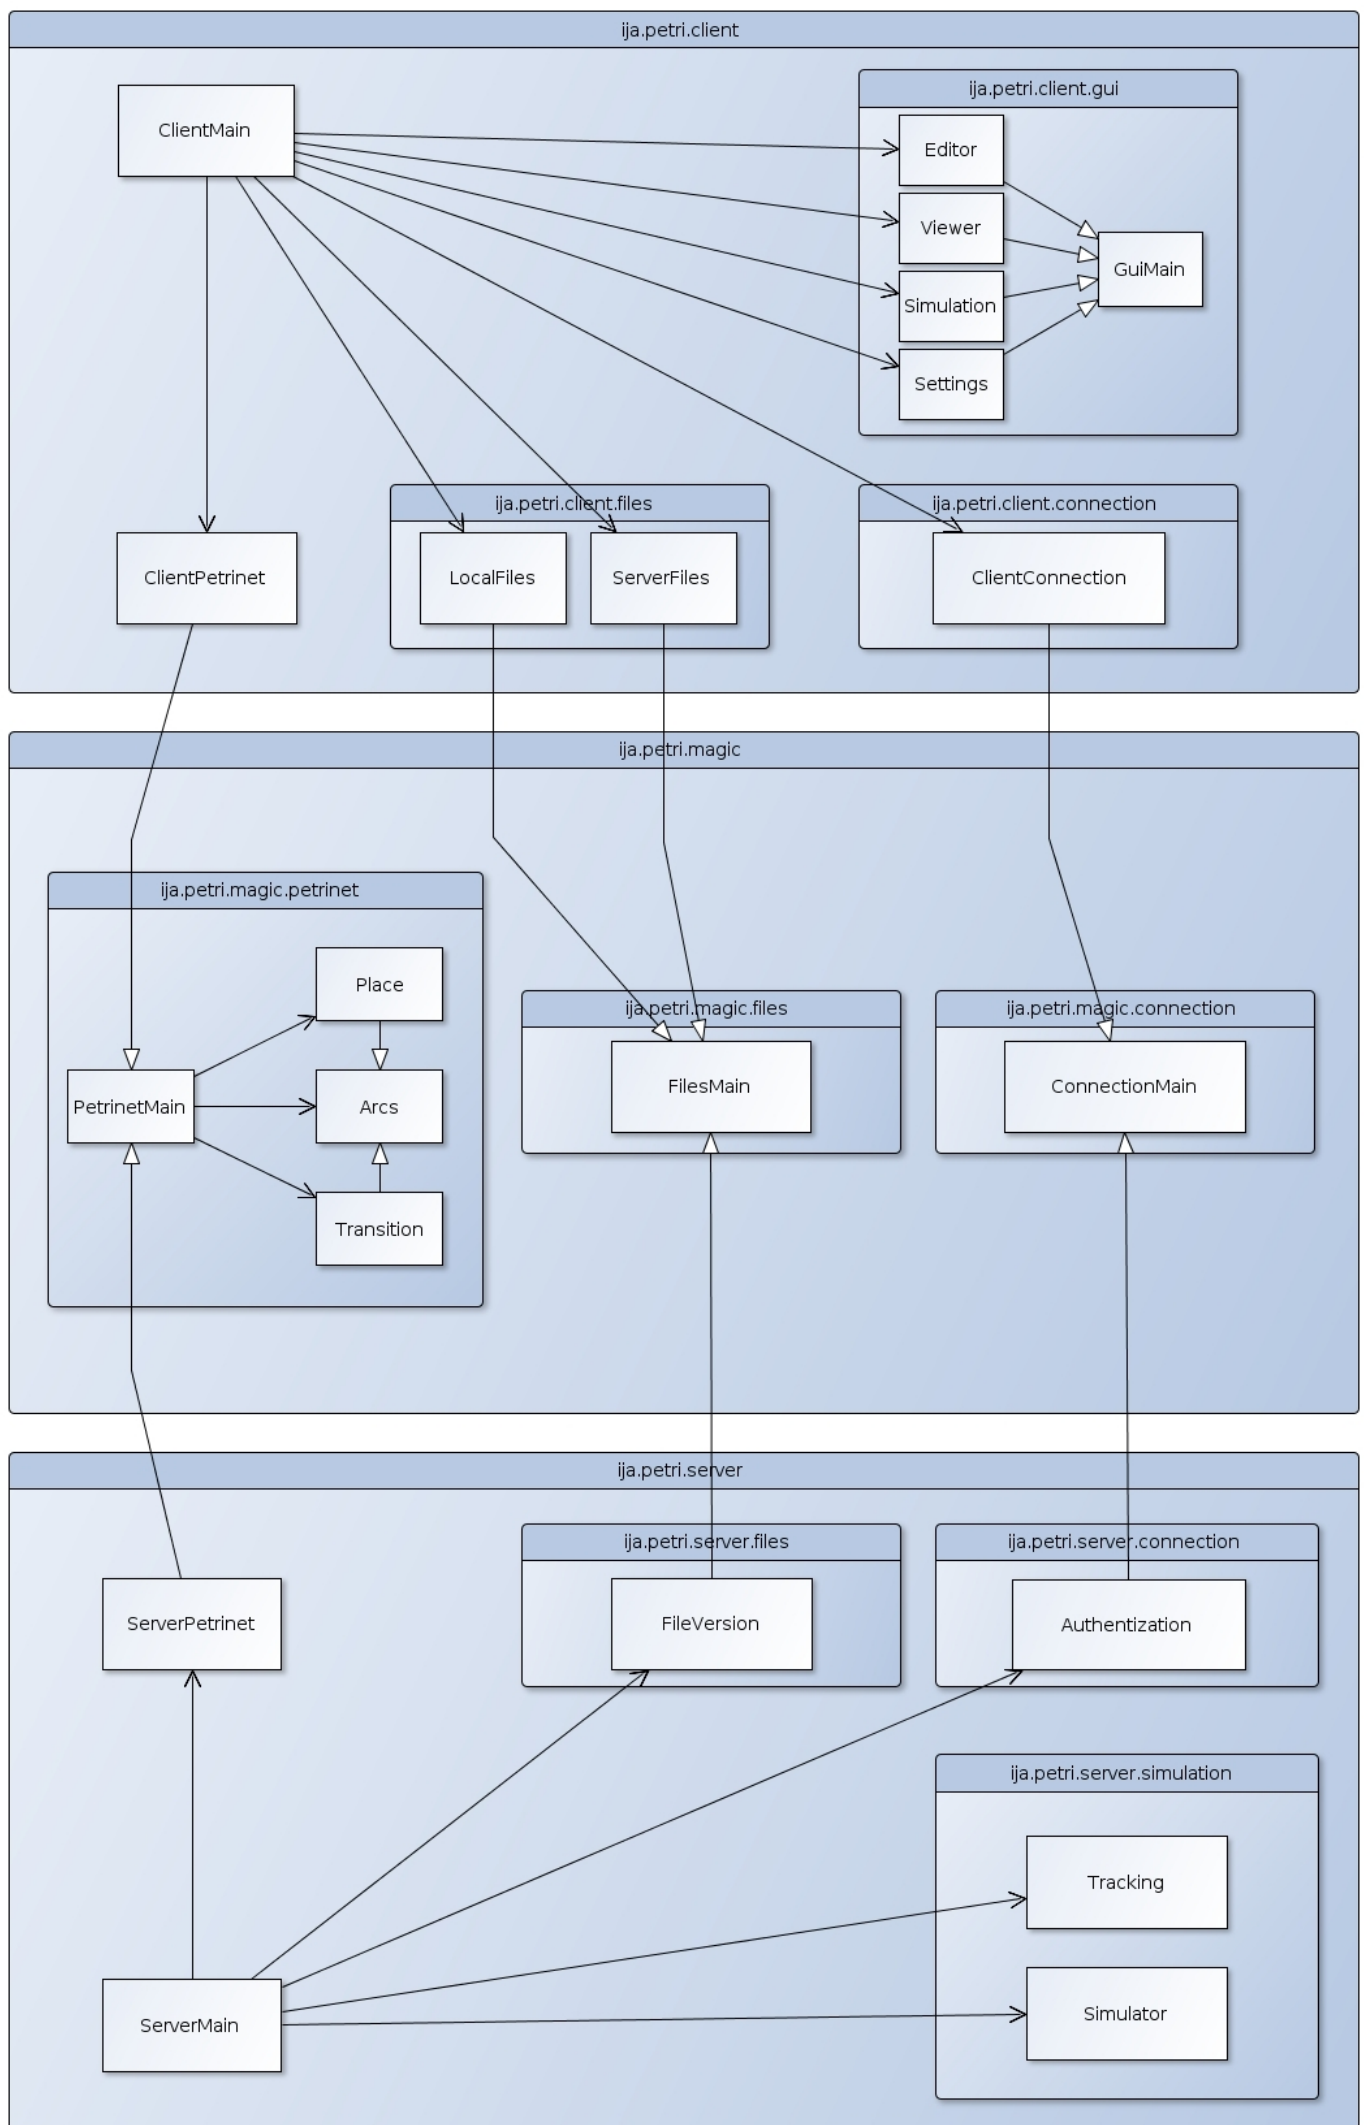 ija.petri.client
ija.petri.client.gui
ClientMain
Editor
Viewer
GuiMain
Simulation
Settings
ija.petri.client.files
ija.petri.client.connection
ClientPetrinet
LocalFiles
ServerFiles
ClientConnection
ija.petri.magic
ija.petri.magic.petrinet
Place
ija.petri.magic.files
ija.petri.magic.connection
PetrinetMain
Arcs
FilesMain
ConnectionMain
Transition
ija.petri.server
ija.petri.server.files
ija.petri.server.connection
ServerPetrinet
FileVersion
Authentization
ija.petri.server.simulation
Tracking
Simulator
ServerMain